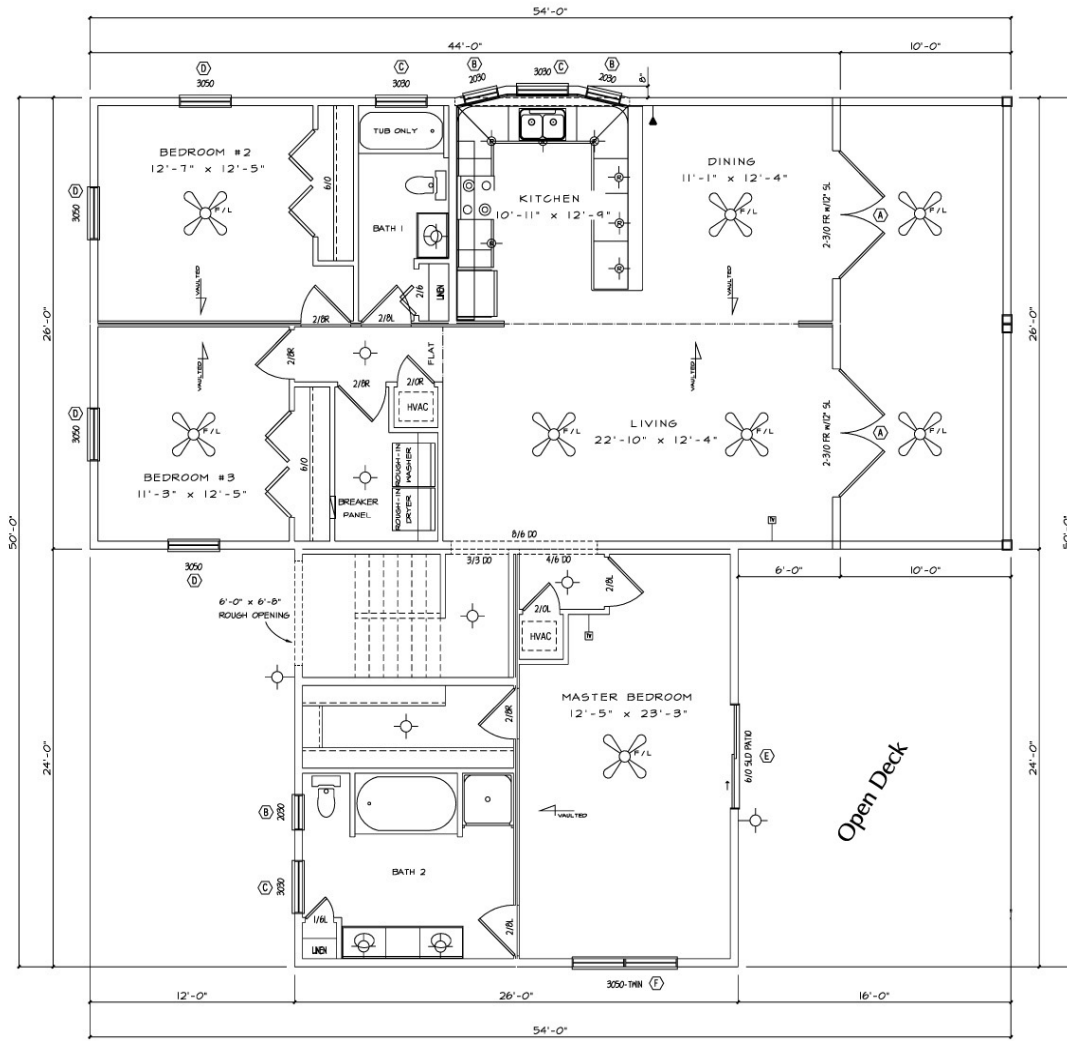 54'-0"
44'-0"
10'-0"
D
3050
C
3030
B
2030
3030
C
B
2030
8"
TUB ONLY
BEDROOM #2
12'-7" x 12'-5"
F/L
6/0
VAULTED
D
3050
BATH 1
2/6
LINEN
KITCHEN
10'-11" x 12'-9"
DINING
11'-1" x 12'-4"
F/L
2-3/0 FR W/12" SL
A
F/L
26'-0"
26'-0"
50'-0"
50'-0"
2/8R
2/8L
2/8R
VAULTED
2/8R
2/0R
FLAT
HVAC
VAULTED
D
3050
F/L
BEDROOM #3
11'-3" x 12'-5"
6/0
BREAKER
PANEL
ROUGH-IN
WASHER
ROUGH-IN
DRYER
LIVING
22'-10" x 12'-4"
F/L
F/L
2-3/0 FR W/12" SL
A
F/L
TV
8/6 DO
3050
D
3/3 DO
4/6 DO
2/8L
6'-0"
10'-0"
6'-0" x 6'-8"
ROUGH OPENING
2/0L
HVAC
TV
MASTER BEDROOM
12'-5" x 23'-3"
F/L
2/8R
6/0 SLD PATIO
E
VAULTED
Open Deck
24'-0"
24'-0"
B
2030
C
3030
BATH 2
1/6L
LINEN
2/8L
3050-TWIN
F
12'-0"
26'-0"
16'-0"
54'-0"